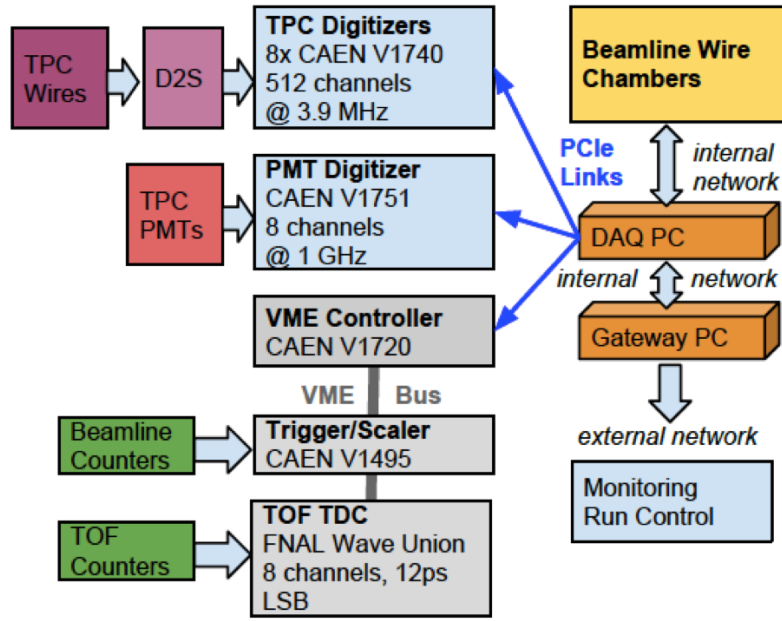 TPC
Wires
D2S
TPC Digitizers
8x CAEN V1740
512 channels
@ 3.9 MHz
TPC
PMTs
PMT Digitizer
CAEN V1751
8 channels
@ 1 GHz
VME Controller
CAEN V1720
VME Bus
Beamline
Counters
Trigger/Scaler
CAEN V1495
TOF
Counters
TOF TDC
FNAL Wave Union
8 channels, 12ps
LSB
PCIe
Links
Beamline Wire
Chambers
internal
network
DAQ PC
internal network
Gateway PC
external network
Monitoring
Run Control